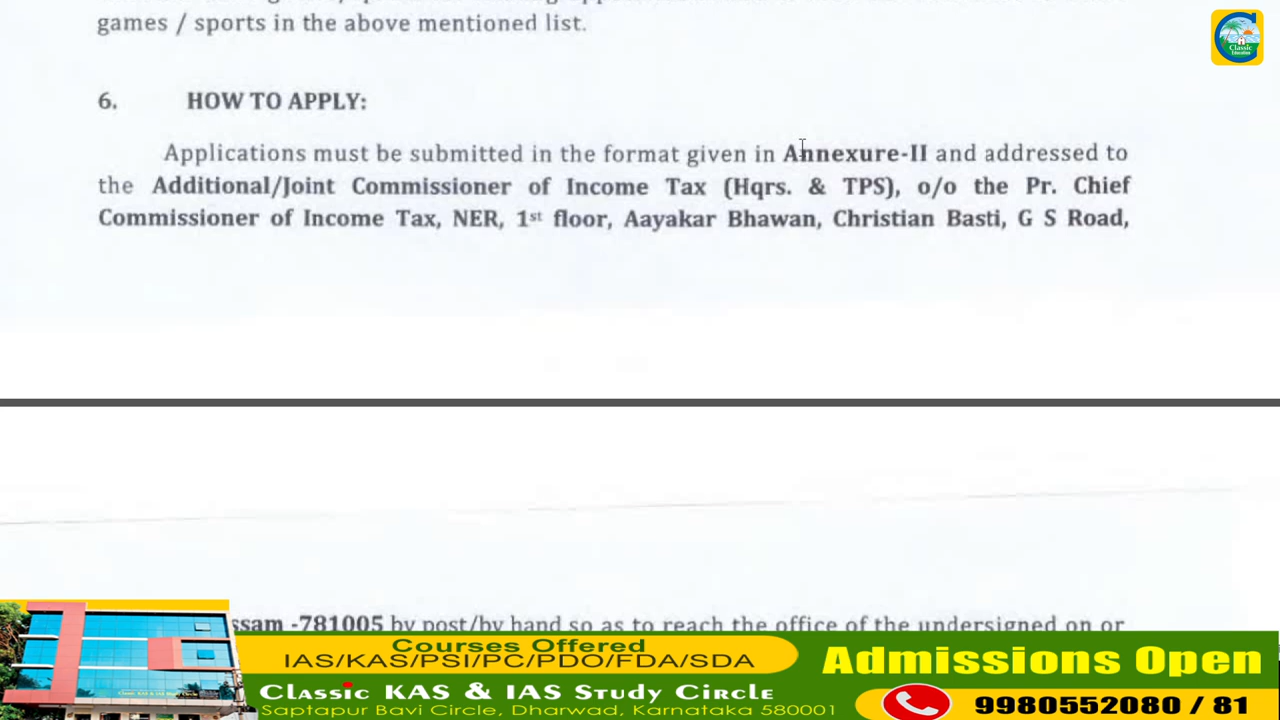 games / sports in the above mentioned list.
Classic
Education
6. HOW TO APPLY:
Applications must be submitted in the format given in Annexure-II and addressed to
the Additional/Joint Commissioner of Income Tax (Hqrs. & TPS), o/o the Pr. Chief
Commissioner of Income Tax, NER, 1st floor, Aayakar Bhawan, Christian Basti, G S Road,
ssam -781005 by post/by hand so as to reach the office of the undersigned on or
Courses Offered
IAS/KAS/PSI/PC/PDO/FDA/SDA
Classic KAS & IAS Study Circle
Saptapur Bavi Circle, Dharwad, Karnataka 580001
Admissions Open
9980552080 / 81